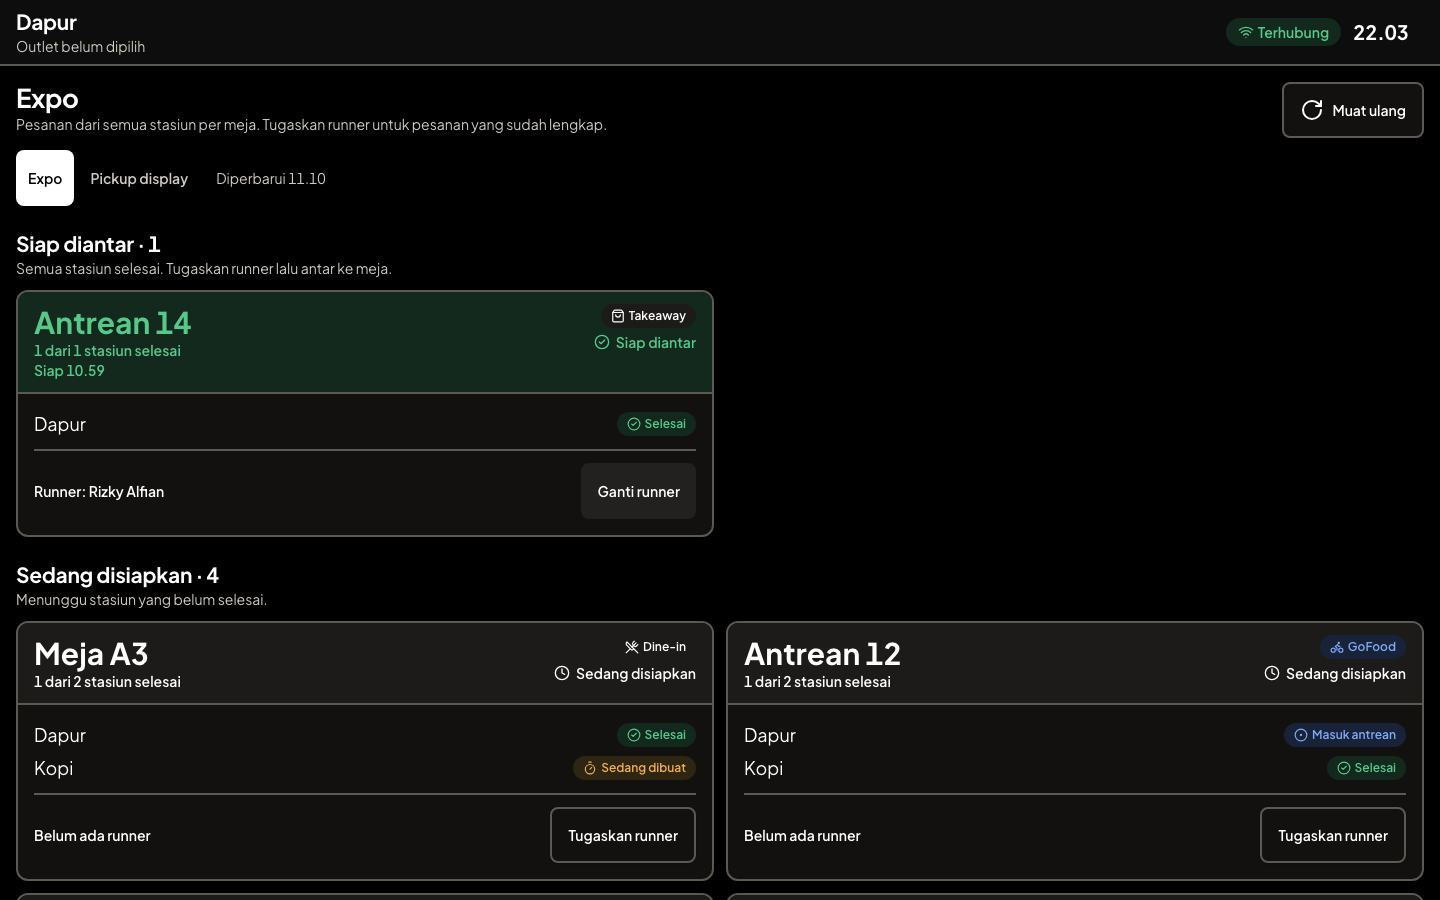 Dapur
Outlet belum dipilih
Terhubung
22.03
Expo
Pesanan dari semua stasiun per meja. Tugaskan runner untuk pesanan yang sudah lengkap.
Muat ulang
Expo
Pickup display
Diperbarui 11.10
Siap diantar · 1
Semua stasiun selesai. Tugaskan runner lalu antar ke meja.
Antrean 14
Takeaway
1 dari 1 stasiun selesai
Siap diantar
Siap 10.59
Dapur
Selesai
Runner: Rizky Alfian
Ganti runner
Sedang disiapkan · 4
Menunggu stasiun yang belum selesai.
Meja A3
Dine-in
1 dari 2 stasiun selesai
Sedang disiapkan
Dapur
Selesai
Kopi
Sedang dibuat
Belum ada runner
Tugaskan runner
Antrean 12
GoFood
1 dari 2 stasiun selesai
Sedang disiapkan
Dapur
Masuk antrean
Kopi
Selesai
Belum ada runner
Tugaskan runner